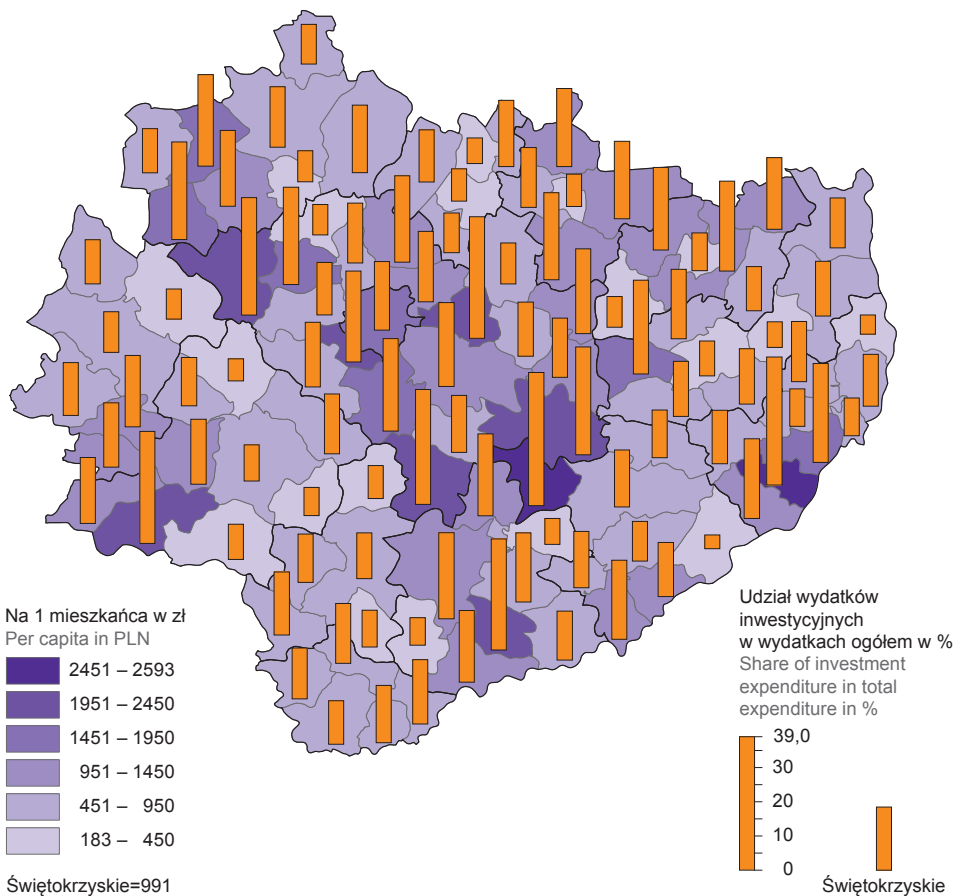 Na 1 mieszkańca w zł
Per capita in PLN
2451 – 2593
1951 – 2450
1451 – 1950
951 – 1450
451 – 950
183 – 450
Świętokrzyskie=991
Udział wydatków
inwestycyjnych
w wydatkach ogółem w %
Share of investment
expenditure in total
expenditure in %
39,0
30
20
10
0
Świętokrzyskie